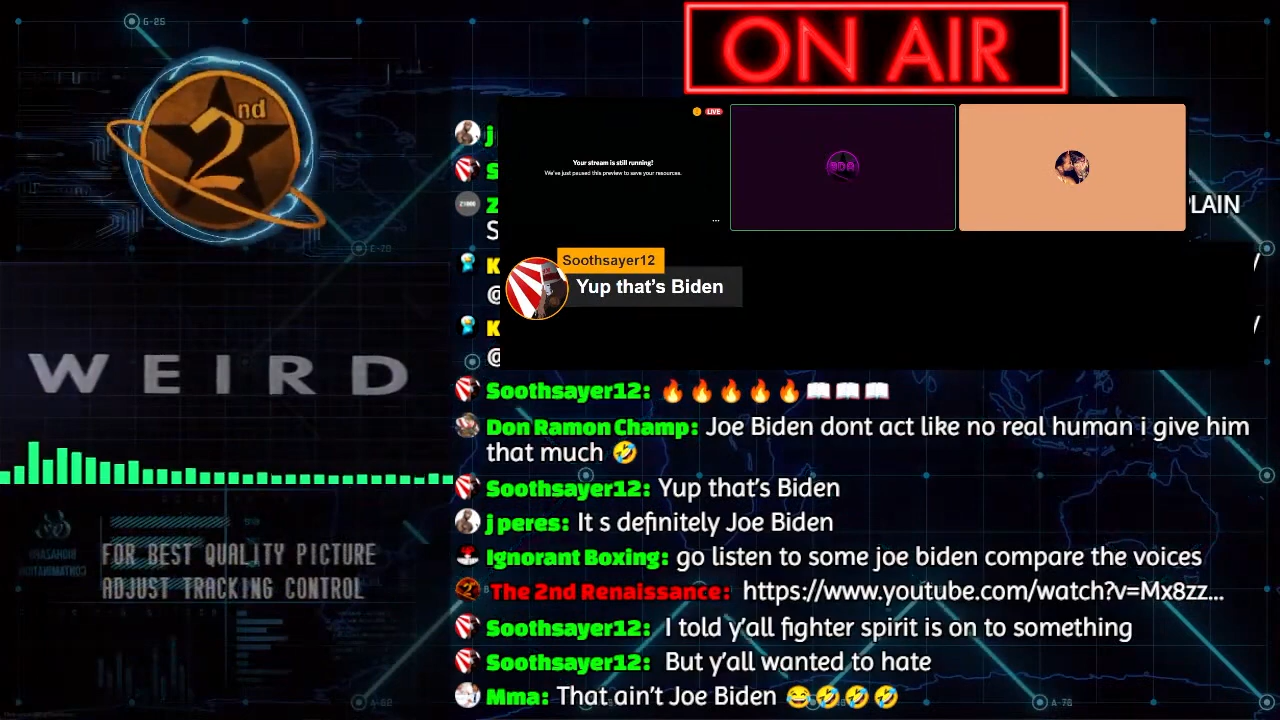 G-25
ON AIR
2nd
LIVE
Your stream is still running!
We've just paused this preview to save your resources.
...
j
S
Z
PLAIN
S
E-70
K
@
K
@
Soothsayer12
Yup that's Biden
WEIRD
Soothsayer12: 🔥🔥🔥🔥🔥📖📖📖
Don Ramon Champ: Joe Biden dont act like no real human i give him
that much 🤣
Soothsayer12: Yup that's Biden
j peres: It s definitely Joe Biden
Ignorant Boxing: go listen to some joe biden compare the voices
The 2nd Renaissance: https://www.youtube.com/watch?v=Mx8zz...
Soothsayer12: I told y'all fighter spirit is on to something
Soothsayer12: But y'all wanted to hate
Mma: That ain't Joe Biden 😂🤣🤣🤣
FOR BEST QUALITY PICTURE
ADJUST TRACKING CONTROL
A-62
A-78